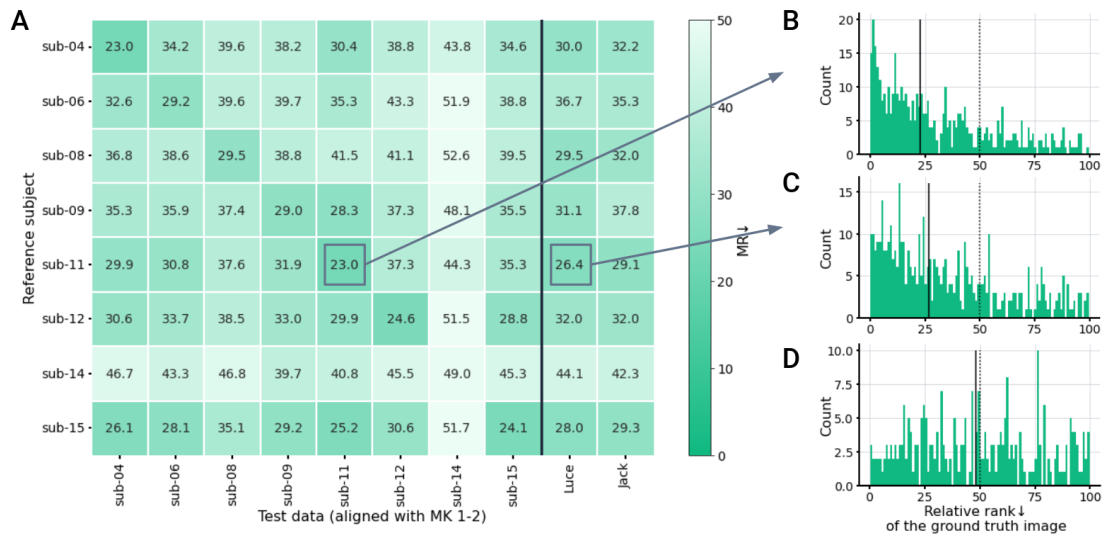 A
Reference subject
sub-04 23.0 34.2 39.6 38.2 30.4 38.8 43.8 34.6 30.0 32.2
sub-06 32.6 29.2 39.6 39.7 35.3 43.3 51.9 38.8 36.7 35.3
sub-08 36.8 38.6 29.5 38.8 41.5 41.1 52.6 39.5 29.5 32.0
sub-09 35.3 35.9 37.4 29.0 28.3 37.3 48.1 35.5 31.1 37.8
sub-11 29.9 30.8 37.6 31.9 23.0 37.3 44.3 35.3 26.4 29.1
sub-12 30.6 33.7 38.5 33.0 29.9 24.6 51.5 28.8 32.0 32.0
sub-14 46.7 43.3 46.8 39.7 40.8 45.5 49.0 45.3 44.1 42.3
sub-15 26.1 28.1 35.1 29.2 25.2 30.6 51.7 24.1 28.0 29.3
sub-04 sub-06 sub-08 sub-09 sub-11 sub-12 sub-14 sub-15 Luce Jack
Test data (aligned with MK 1-2)
50
40
30
20
10
0
MR↓
B
Count
20
15
10
5
0
0 25 50 75 100
C
Count
15
10
5
0
0 25 50 75 100
D
Count
10.0
7.5
5.0
2.5
0.0
0 25 50 75 100
Relative rank↓
of the ground truth image